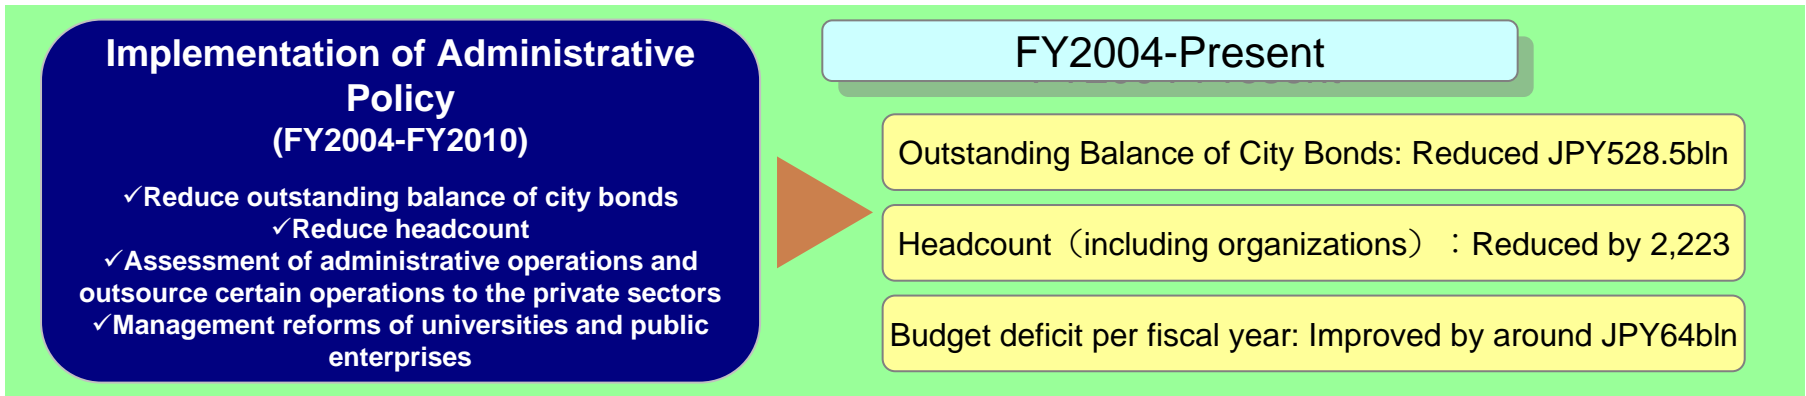 Implementation of Administrative
Policy
(FY2004-FY2010)
✓Reduce outstanding balance of city bonds
✓Reduce headcount
✓Assessment of administrative operations and
outsource certain operations to the private sectors
✓Management reforms of universities and public
enterprises
FY2004-Present
Outstanding Balance of City Bonds: Reduced JPY528.5bln
Headcount（including organizations）：Reduced by 2,223
Budget deficit per fiscal year: Improved by around JPY64bln